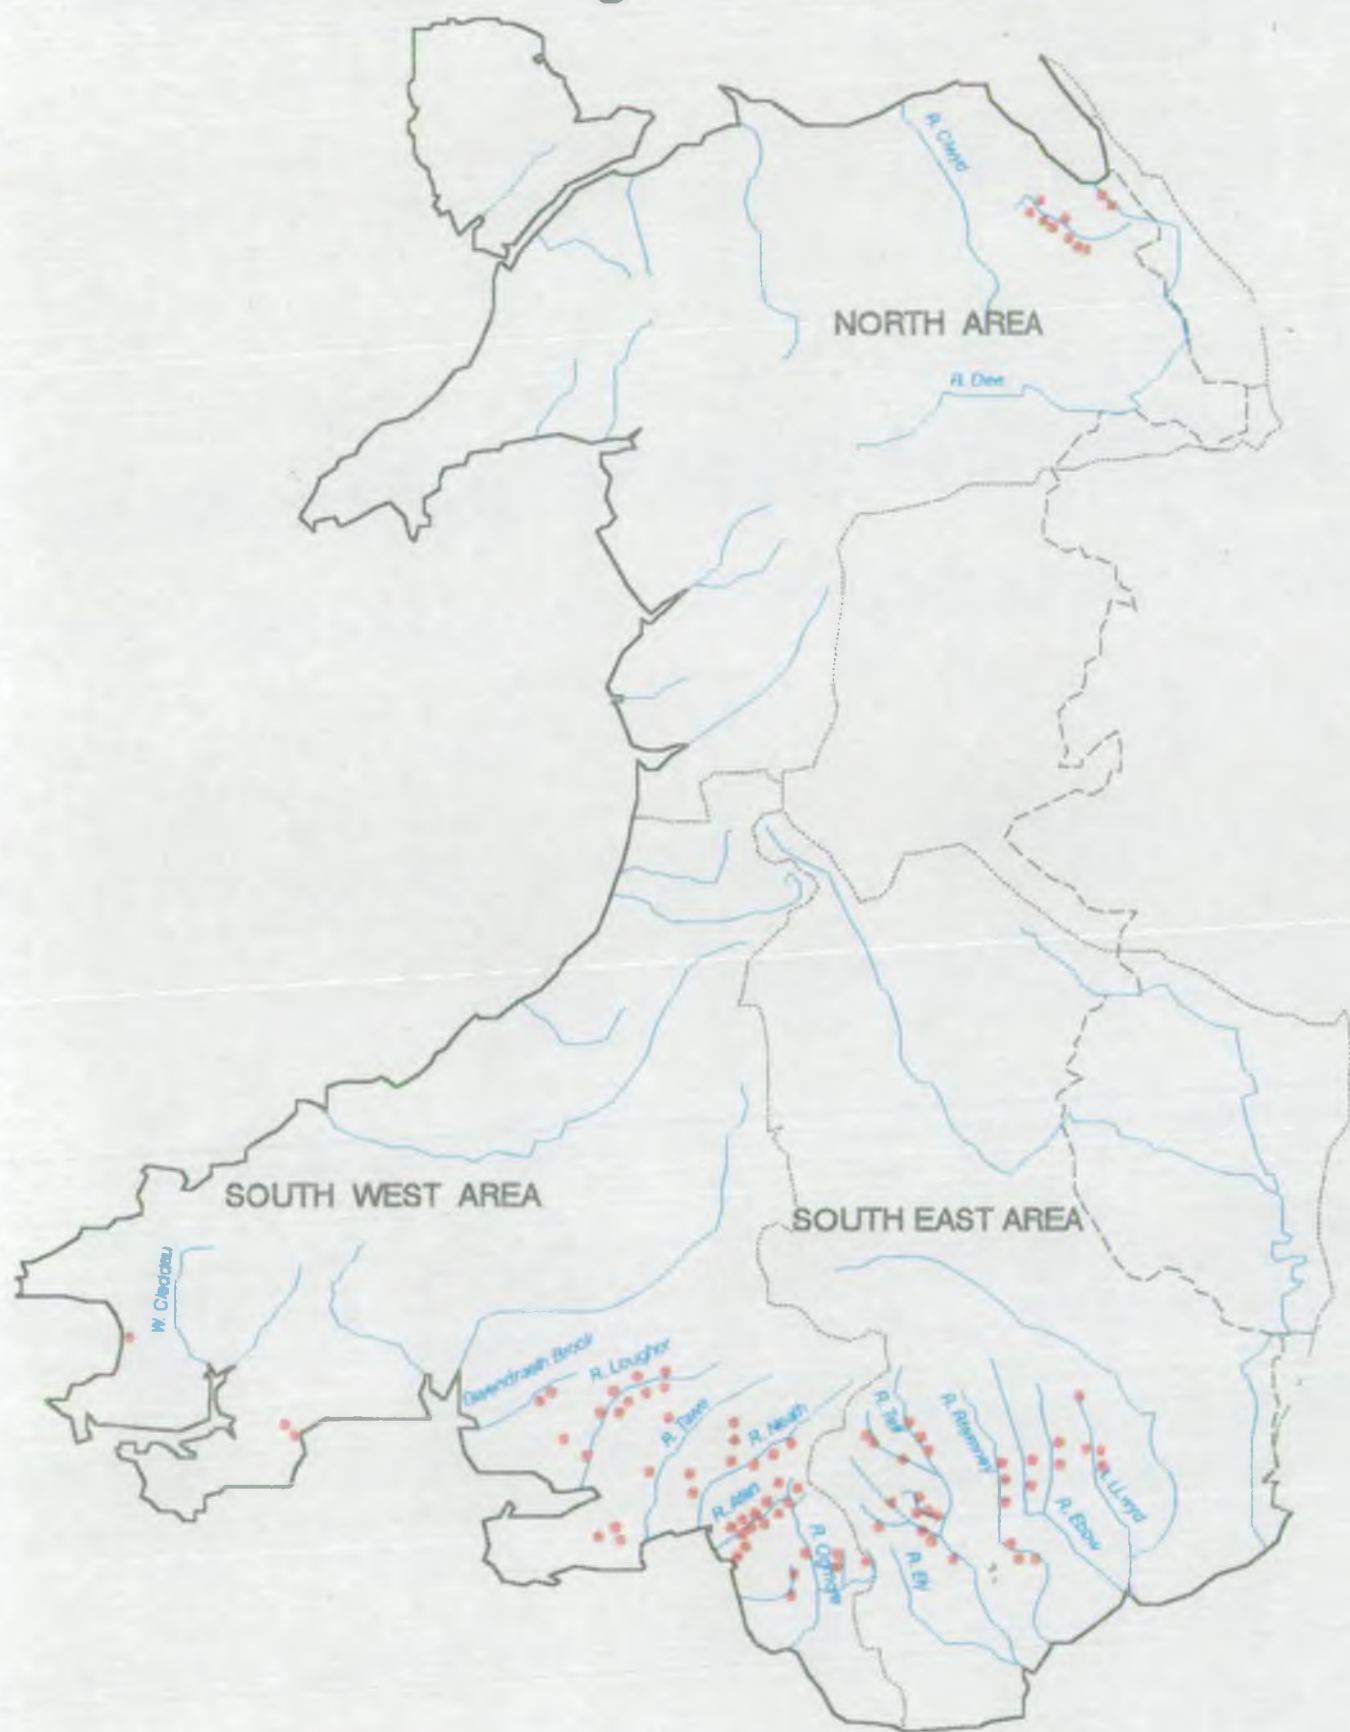 R. Clwyd
NORTH AREA
R. Dee
SOUTH WEST AREA
SOUTH EAST AREA
W. Cleddau
Gwendraeth Brook
R. Loughor
R. Tawe
R. Neath
R. Afan
R. Ogmore
R. Taff
R. Ely
R. Rhymney
R. Ebbw
R. LLwyd